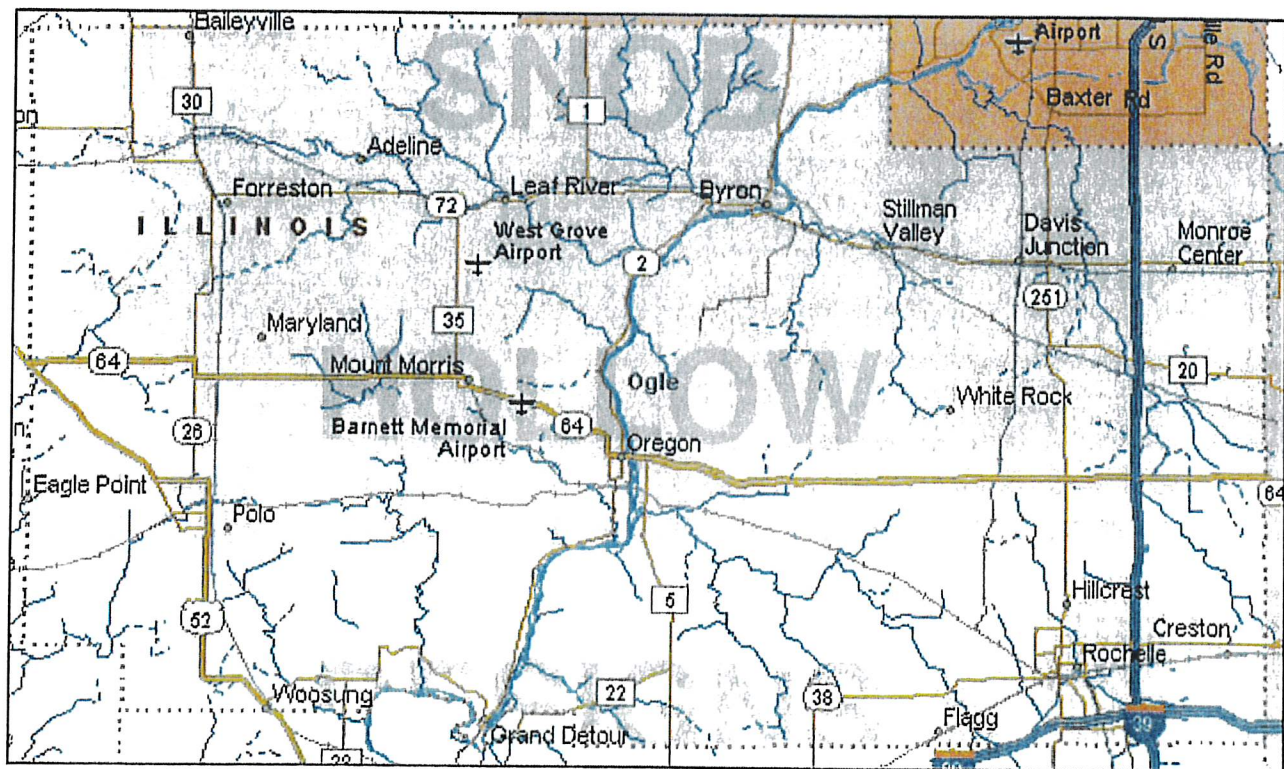 Baileyville
SNOB
Airport
S
lle Rd
30
1
Baxter Rd
on
Adeline
Forreston
72
Leaf River
Byron
ILLINOIS
West Grove
Airport
2
Stillman
Valley
Davis
Junction
Monroe
Center
251
Maryland
35
64
Mount Morris
HOLLOW
Ogle
20
26
Barnett Memorial
Airport
64
White Rock
Oregon
Eagle Point
64
Polo
5
Hillcrest
52
Creston
Rochelle
Woosung
22
38
Grand Detour
Flagg
39